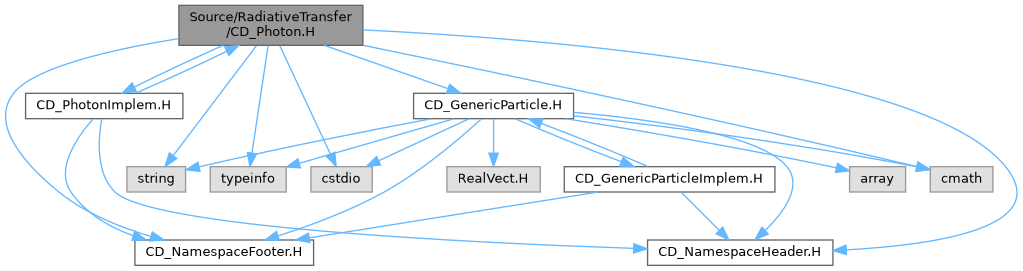 Source/RadiativeTransfer
/CD_Photon.H
CD_PhotonImplem.H
CD_GenericParticle.H
string
typeinfo
cstdio
RealVect.H
CD_GenericParticleImplem.H
array
cmath
CD_NamespaceFooter.H
CD_NamespaceHeader.H